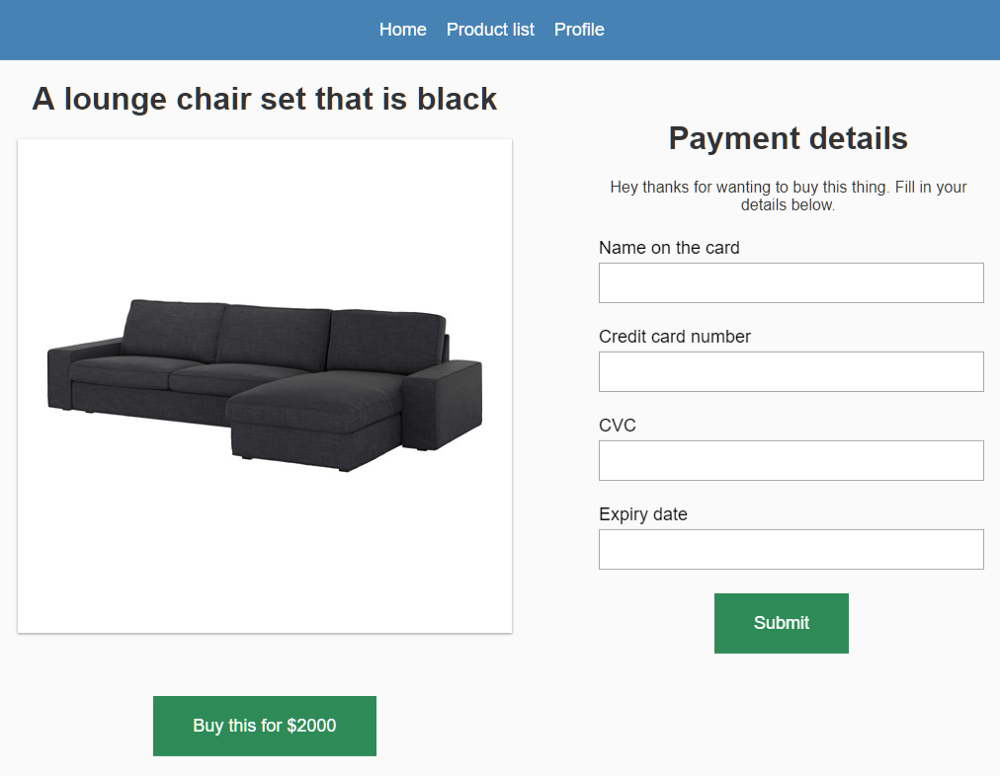 Home Product list Profile
A lounge chair set that is black
Payment details
Hey thanks for wanting to buy this thing. Fill in your
details below.
Name on the card
Credit card number
CVC
Expiry date
Submit
Buy this for $2000